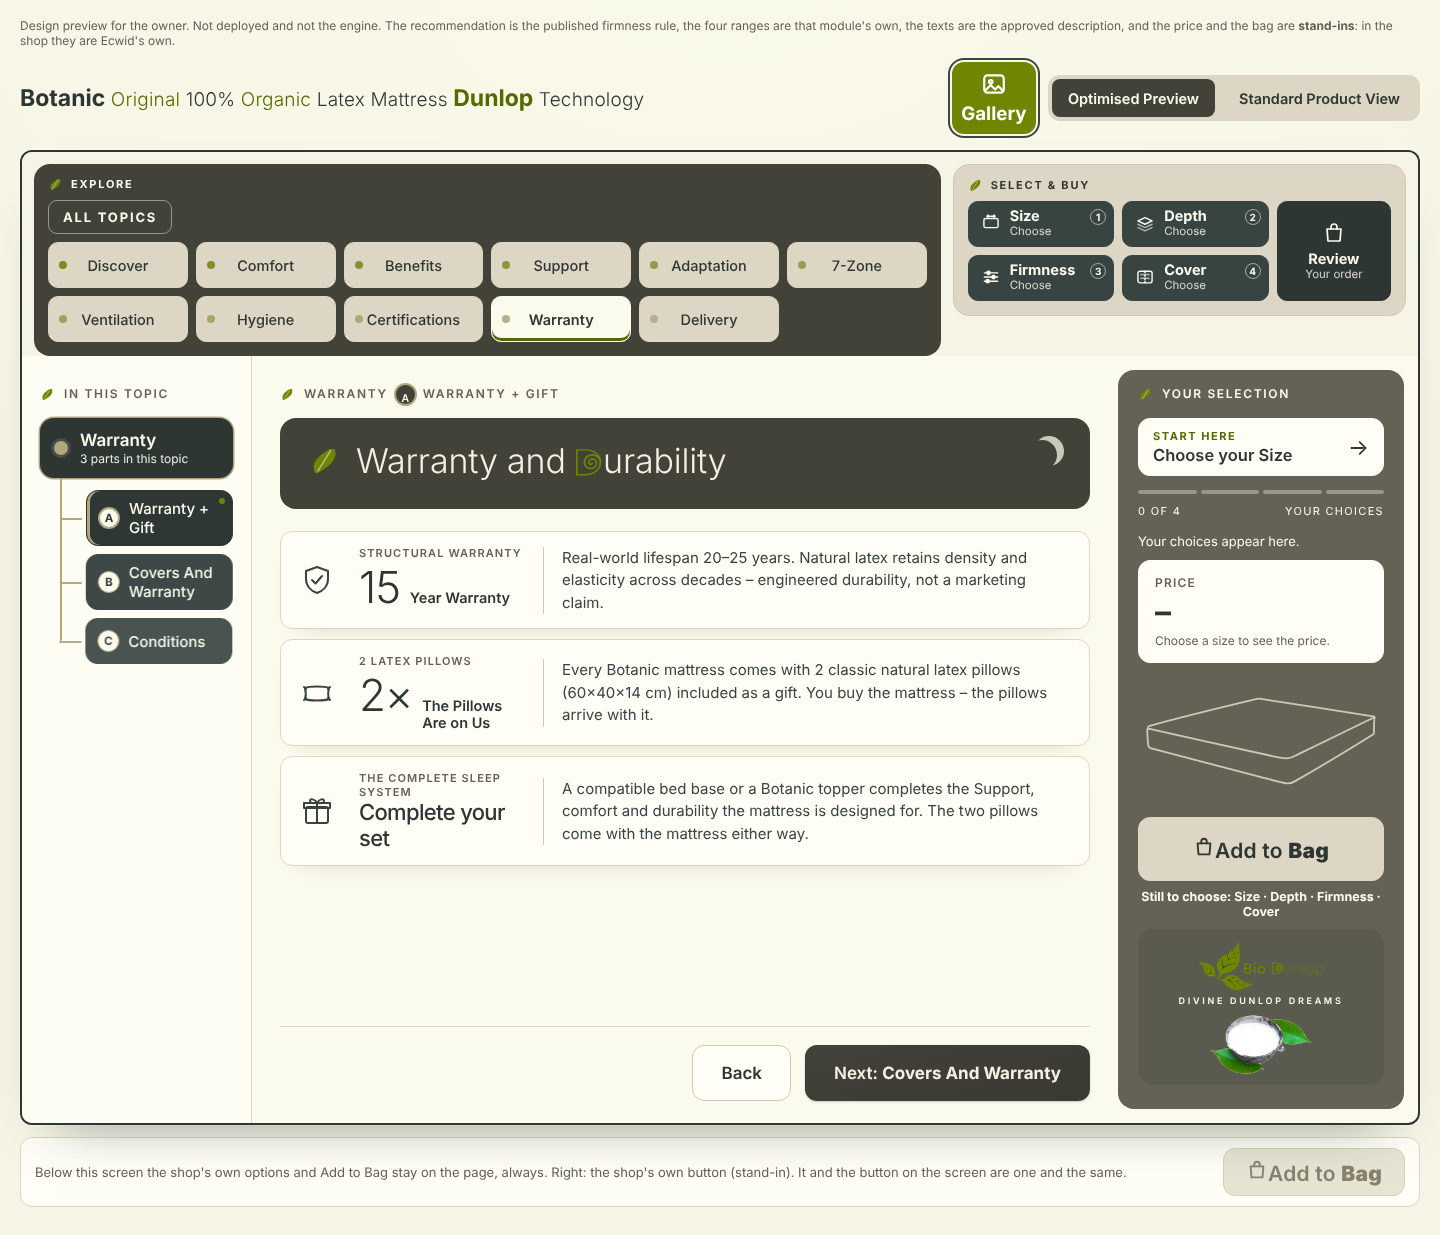 Design preview for the owner. Not deployed and not the engine. The recommendation is the published firmness rule, the four ranges are that module's own, the texts are the approved description, and the price and the bag are stand-ins: in the
shop they are Ecwid's own.
Botanic Original 100% Organic Latex Mattress Dunlop Technology
Gallery
Optimised Preview
Standard Product View
EXPLORE
ALL TOPICS
Discover
Comfort
Benefits
Support
Adaptation
7-Zone
Ventilation
Hygiene
Certifications
Warranty
Delivery
SELECT & BUY
Size
Choose
1
Depth
Choose
2
Firmness
Choose
3
Cover
Choose
4
Review
Your order
IN THIS TOPIC
Warranty
3 parts in this topic
A
Warranty +
Gift
B
Covers And
Warranty
C
Conditions
WARRANTY A WARRANTY + GIFT
Warranty and Durability
STRUCTURAL WARRANTY
15 Year Warranty
Real-world lifespan 20–25 years. Natural latex retains density and
elasticity across decades – engineered durability, not a marketing
claim.
2 LATEX PILLOWS
2× The Pillows
Are on Us
Every Botanic mattress comes with 2 classic natural latex pillows
(60×40×14 cm) included as a gift. You buy the mattress – the pillows
arrive with it.
THE COMPLETE SLEEP
SYSTEM
Complete your
set
A compatible bed base or a Botanic topper completes the Support,
comfort and durability the mattress is designed for. The two pillows
come with the mattress either way.
Back
Next: Covers And Warranty
YOUR SELECTION
START HERE
Choose your Size
0 OF 4
YOUR CHOICES
Your choices appear here.
PRICE
–
Choose a size to see the price.
Add to Bag
Still to choose: Size · Depth · Firmness ·
Cover
Bio Dunlop
DIVINE DUNLOP DREAMS
Below this screen the shop's own options and Add to Bag stay on the page, always. Right: the shop's own button (stand-in). It and the button on the screen are one and the same.
Add to Bag